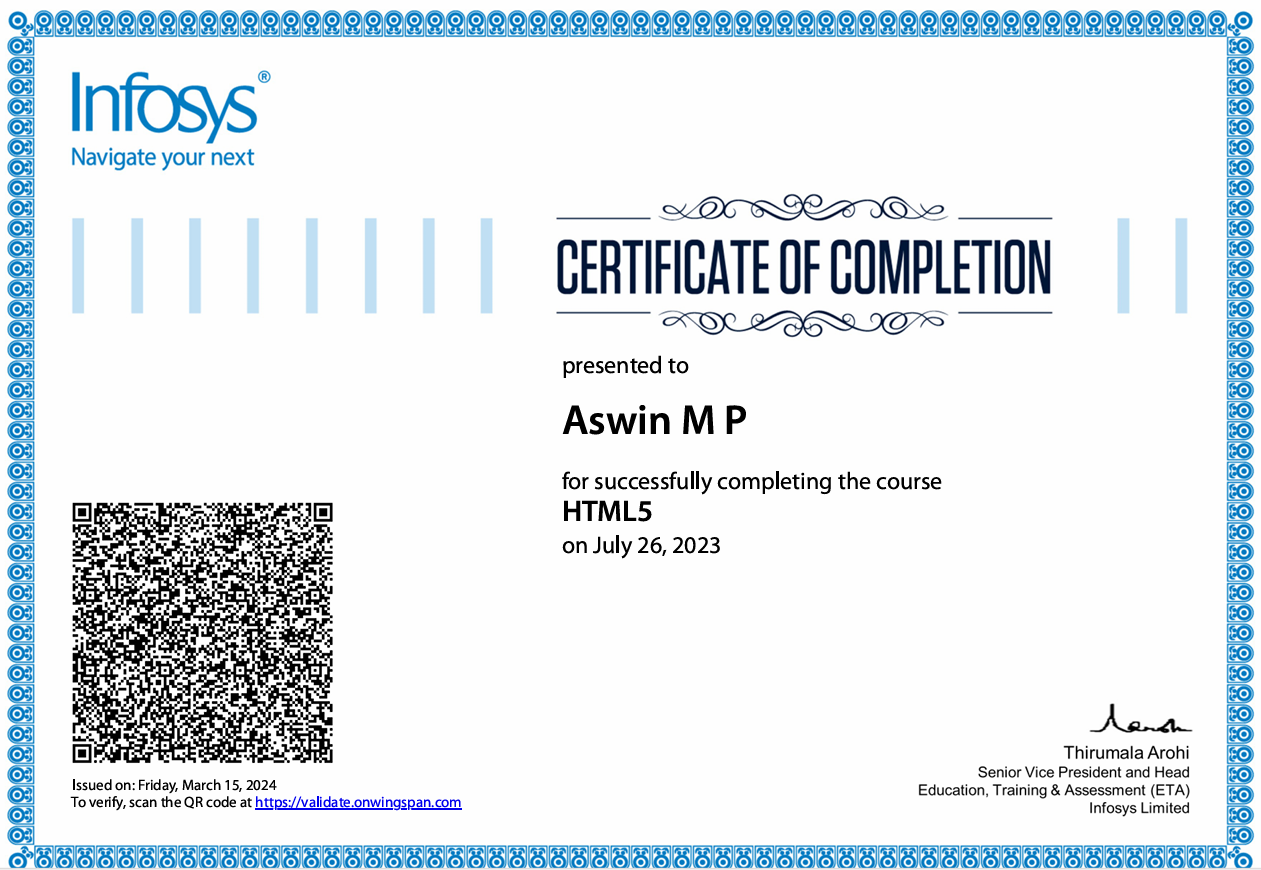 Infosys®
Navigate your next
CERTIFICATE OF COMPLETION
presented to
Aswin M P
for successfully completing the course
HTML5
on July 26, 2023
Issued on: Friday, March 15, 2024
To verify, scan the QR code at https://validate.onwingspan.com
Thirumala Arohi
Senior Vice President and Head
Education, Training & Assessment (ETA)
Infosys Limited